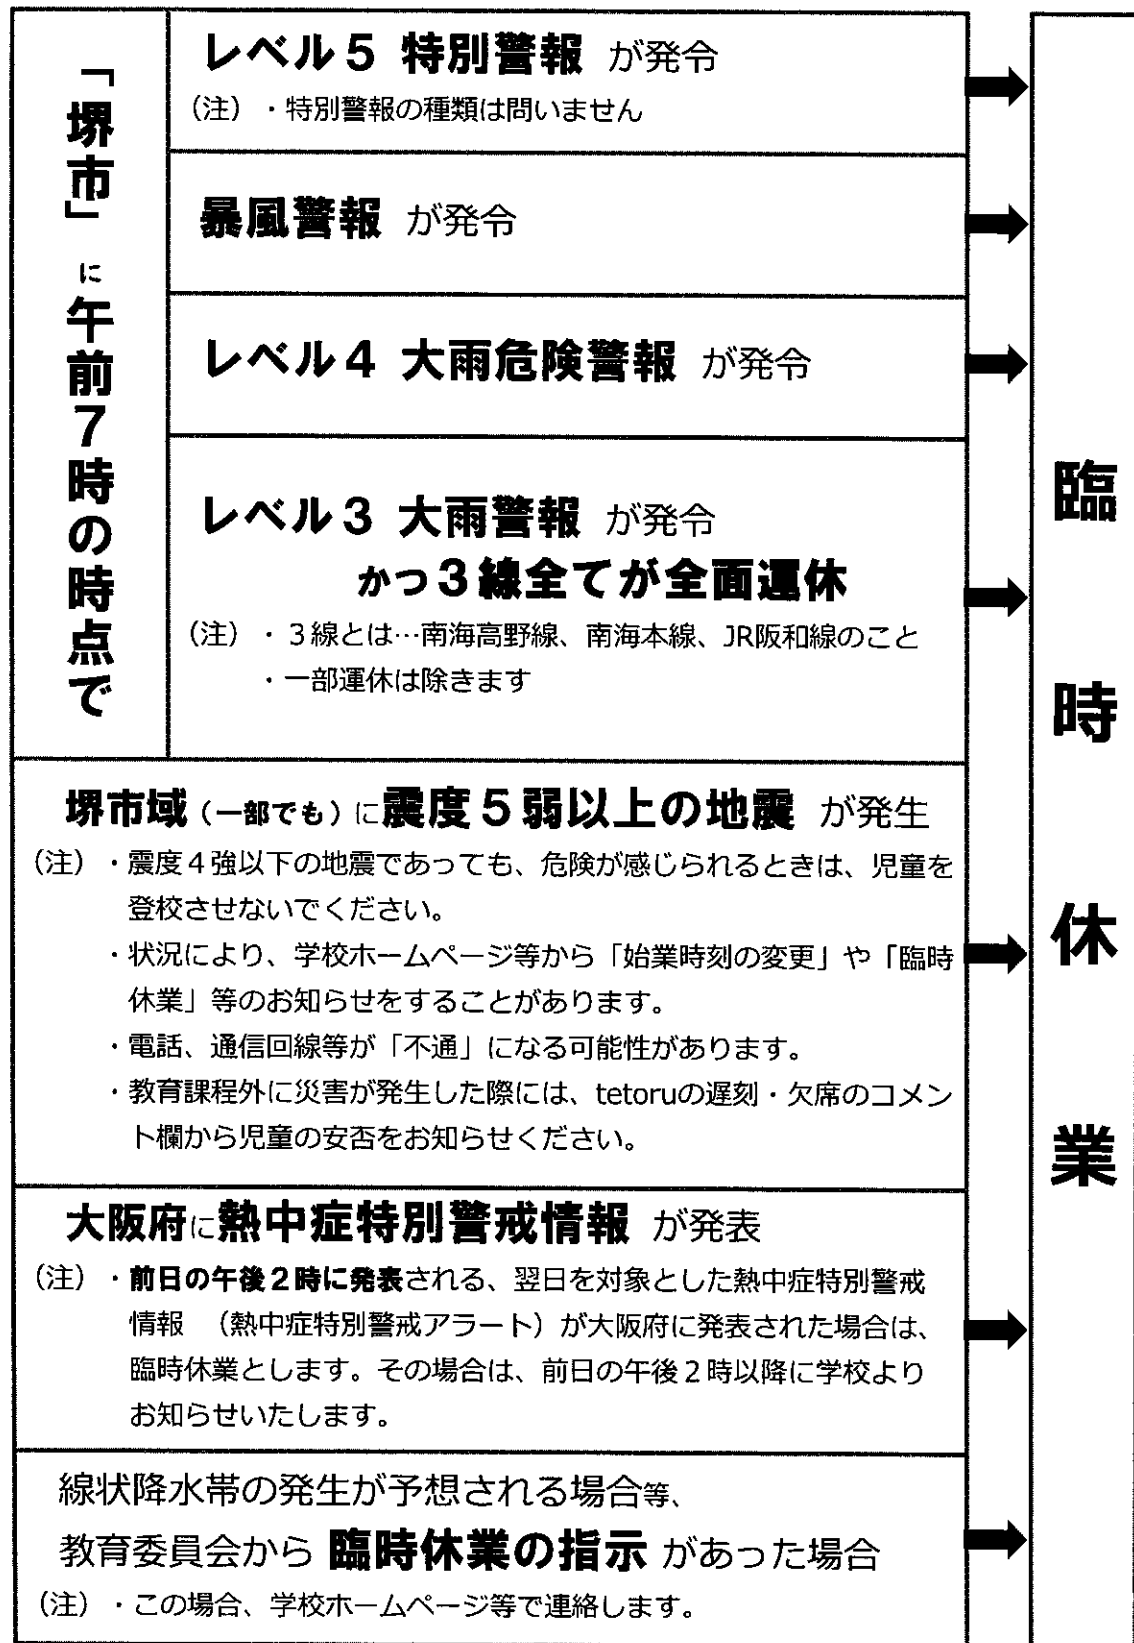 「堺市」に午前7時の時点で
レベル5 特別警報 が発令
(注) ・特別警報の種類は問いません
暴風警報 が発令
レベル4 大雨危険警報 が発令
レベル3 大雨警報 が発令
かつ3線全てが全面運休
(注) ・3線とは…南海高野線、南海本線、JR阪和線のこと
・一部運休は除きます
堺市域(一部でも)に震度5弱以上の地震 が発生
(注) ・震度4強以下の地震であっても、危険が感じられるときは、児童を
登校させないでください。
・状況により、学校ホームページ等から「始業時刻の変更」や「臨時
休業」等のお知らせをすることがあります。
・電話、通信回線等が「不通」になる可能性があります。
・教育課程外に災害が発生した際には、tetoruの遅刻・欠席のコメン
ト欄から児童の安否をお知らせください。
大阪府に熱中症特別警戒情報 が発表
(注) ・前日の午後2時に発表される、翌日を対象とした熱中症特別警戒
情報 (熱中症特別警戒アラート)が大阪府に発表された場合は、
臨時休業とします。その場合は、前日の午後2時以降に学校より
お知らせいたします。
線状降水帯の発生が予想される場合等、
教育委員会から 臨時休業の指示 があった場合
(注) ・この場合、学校ホームページ等で連絡します。
臨時休業